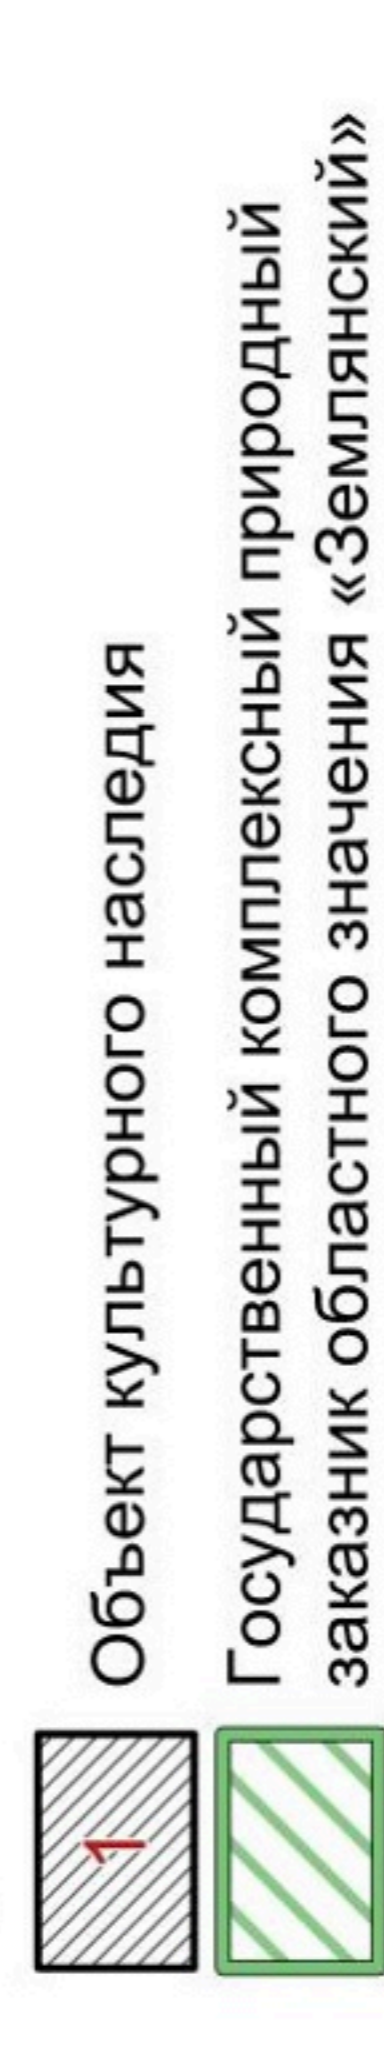 1
Объект культурного наследия
Государственный комплексный природный
заказник областного значения «Землянский»